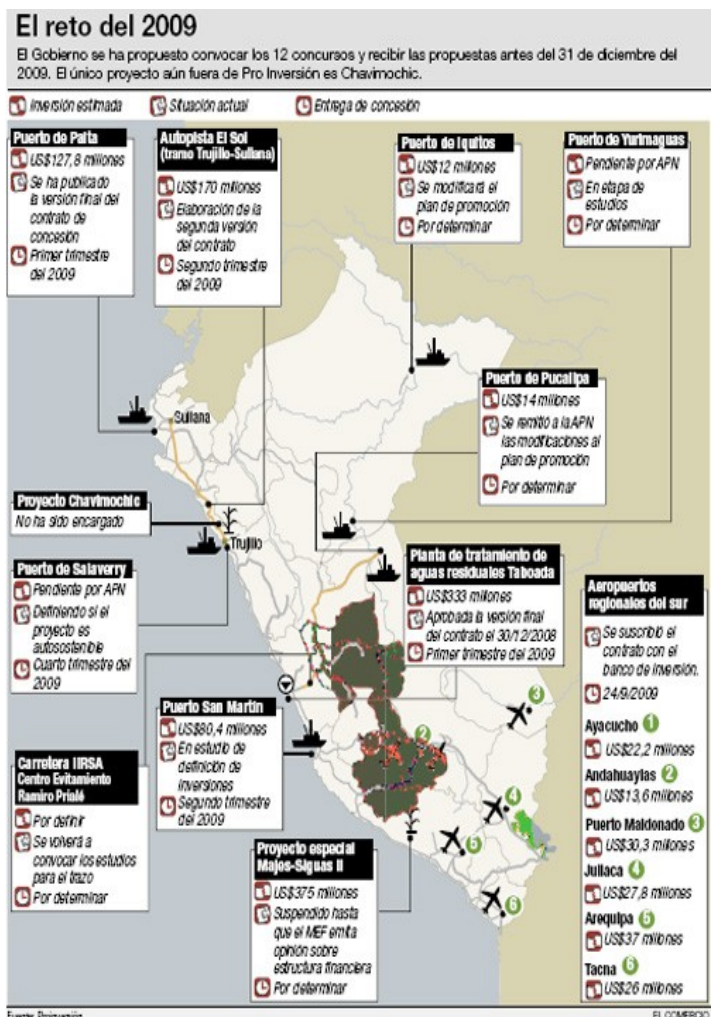 El reto del 2009
El Gobierno se ha propuesto convocar los 12 concursos y recibir las propuestas antes del 31 de diciembre del
2009. El único proyecto aún fuera de Pro Inversión es Chavimochic.
Inversión estimada
Situación actual
Entrega de concesión
Puerto de Paita
US$127,8 millones
Se ha publicado
la versión final del
contrato de
concesión
Primer trimestre
del 2009
Autopista El Sol
(tramo Trujillo-Sullana)
US$170 millones
Elaboración de la
segunda versión
del contrato
Segundo trimestre
del 2009
Puerto de Iquitos
US$12 millones
Se modificará el
plan de promoción
Por determinar
Puerto de Yurimaguas
Pendiente por APN
En etapa de
estudios
Por determinar
Puerto de Pucallpa
US$14 millones
Se remitió a la APN
las modificaciones al
plan de promoción
Por determinar
Sullana
Proyecto Chavimochic
No ha sido encargado
Trujillo
Puerto de Salaverry
Pendiente por APN
Definiendo si el
proyecto es
autosostenible
Cuarto trimestre del
2009
Planta de tratamiento de
aguas residuales Taboada
US$333 millones
Aprobada la versión final
del contrato el 30/12/2008
Primer trimestre del 2009
Puerto San Martín
US$80,4 millones
En estudio de
definición de
inversiones
Segundo trimestre
del 2009
Carretera IIRSA
Centro Evitamiento
Ramiro Prialé
Por definir
Se volverá a
convocar los estudios
para el trazo
Por determinar
Proyecto especial
Majes-Siguas II
US$375 millones
Suspendido hasta
que el MEF emita
opinión sobre
estructura financiera
Por determinar
Aeropuertos
regionales del sur
Se suscribió el
contrato con el
banco de inversión.
24/9/2009
Ayacucho 1
US$22,2 millones
Andahuaylas 2
US$13,6 millones
Puerto Maldonado 3
US$30,3 millones
Juliaca 4
US$27,8 millones
Arequipa 5
US$37 millones
Tacna 6
US$26 millones
2
3
4
5
6
Fuente: Proinversión
EL COMERCIO